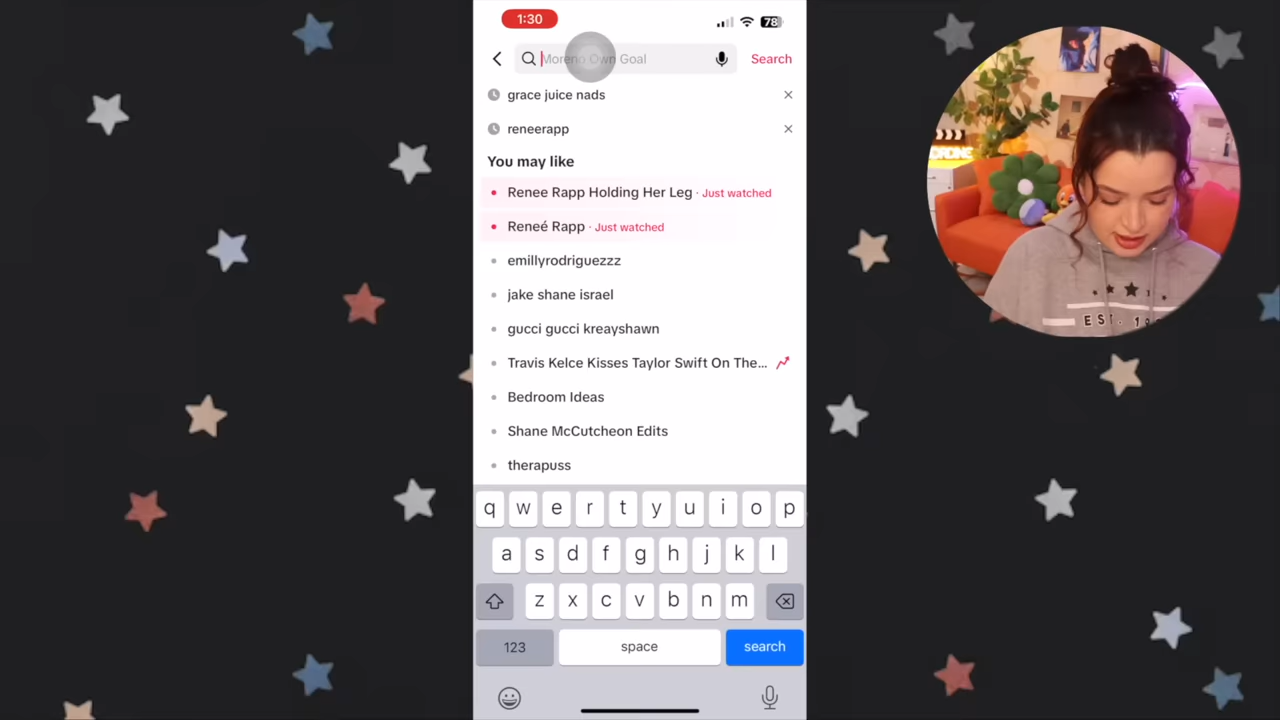 1:30
78
Moreno Own Goal
Search
grace juice nads
reneerapp
You may like
Renee Rapp Holding Her Leg · Just watched
Reneé Rapp · Just watched
emillyrodriguezzz
jake shane israel
gucci gucci kreayshawn
Travis Kelce Kisses Taylor Swift On The...
Bedroom Ideas
Shane McCutcheon Edits
therapuss
q w e r t y u i o p
a s d f g h j k l
z x c v b n m
123 space search
EST. 19